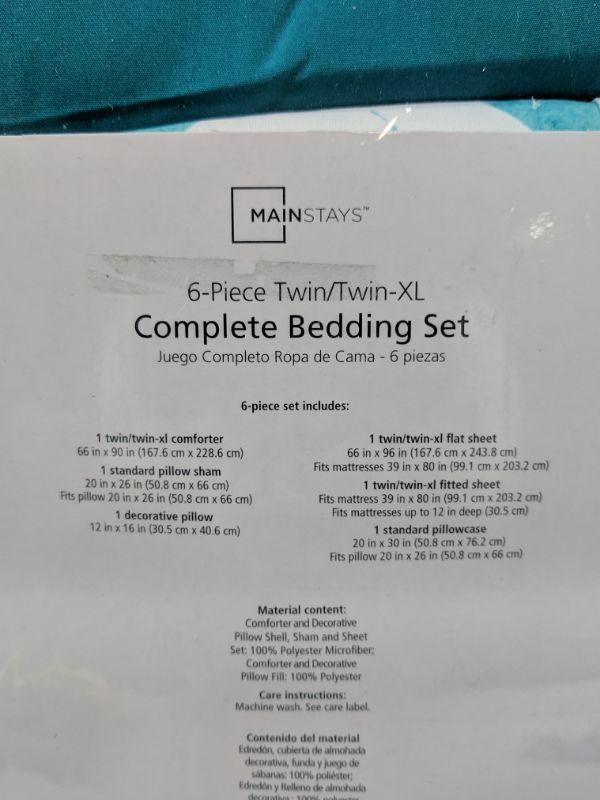 MAINSTAYS™
6-Piece Twin/Twin-XL
Complete Bedding Set
Juego Completo Ropa de Cama - 6 piezas
6-piece set includes:
1 twin/twin-xl comforter
66 in x 90 in (167.6 cm x 228.6 cm)
1 standard pillow sham
20 in x 26 in (50.8 cm x 66 cm)
Fits pillow 20 in x 26 in (50.8 cm x 66 cm)
1 decorative pillow
12 in x 16 in (30.5 cm x 40.6 cm)
1 twin/twin-xl flat sheet
66 in x 96 in (167.6 cm x 243.8 cm)
Fits mattresses 39 in x 80 in (99.1 cm x 203.2 cm)
1 twin/twin-xl fitted sheet
Fits mattress 39 in x 80 in (99.1 cm x 203.2 cm)
Fits mattresses up to 12 in deep (30.5 cm)
1 standard pillowcase
20 in x 30 in (50.8 cm x 76.2 cm)
Fits pillow 20 in x 26 in (50.8 cm x 66 cm)
Material content:
Comforter and Decorative
Pillow Shell, Sham and Sheet
Set: 100% Polyester Microfiber;
Comforter and Decorative
Pillow Fill: 100% Polyester
Care instructions:
Machine wash. See care label.
Contenido del material
Edredón, cubierta de almohada
decorativa, funda y juego de
sábanas: 100% poliéster;
Edredón y Relleno de almohada
decorativa: 100%